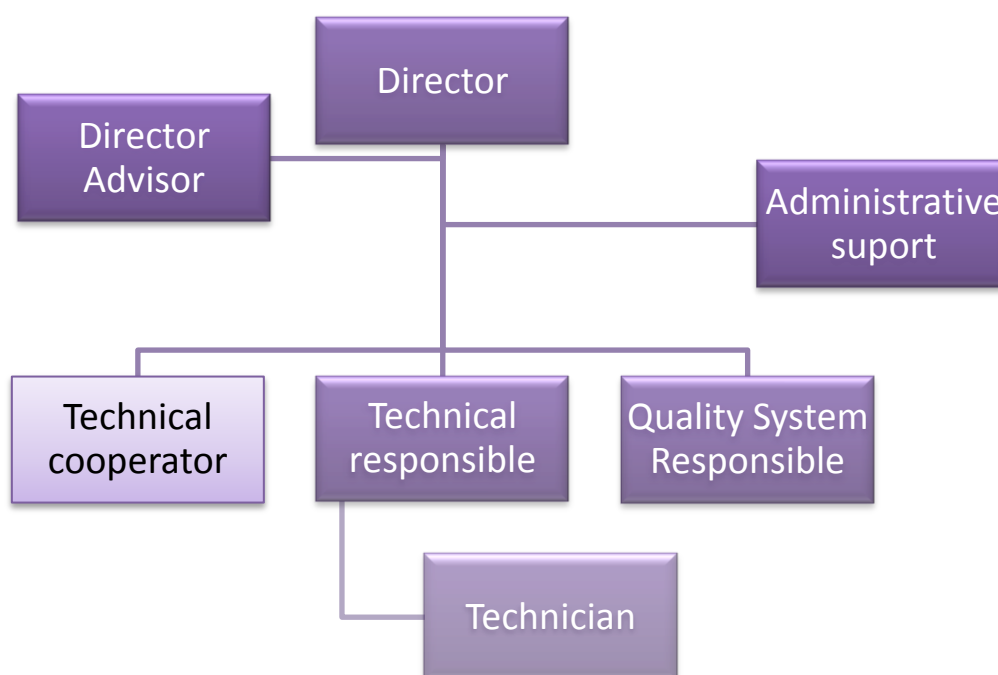 Director
Director
Advisor
Administrative
suport
Technical
cooperator
Technical
responsible
Quality System
Responsible
Technician